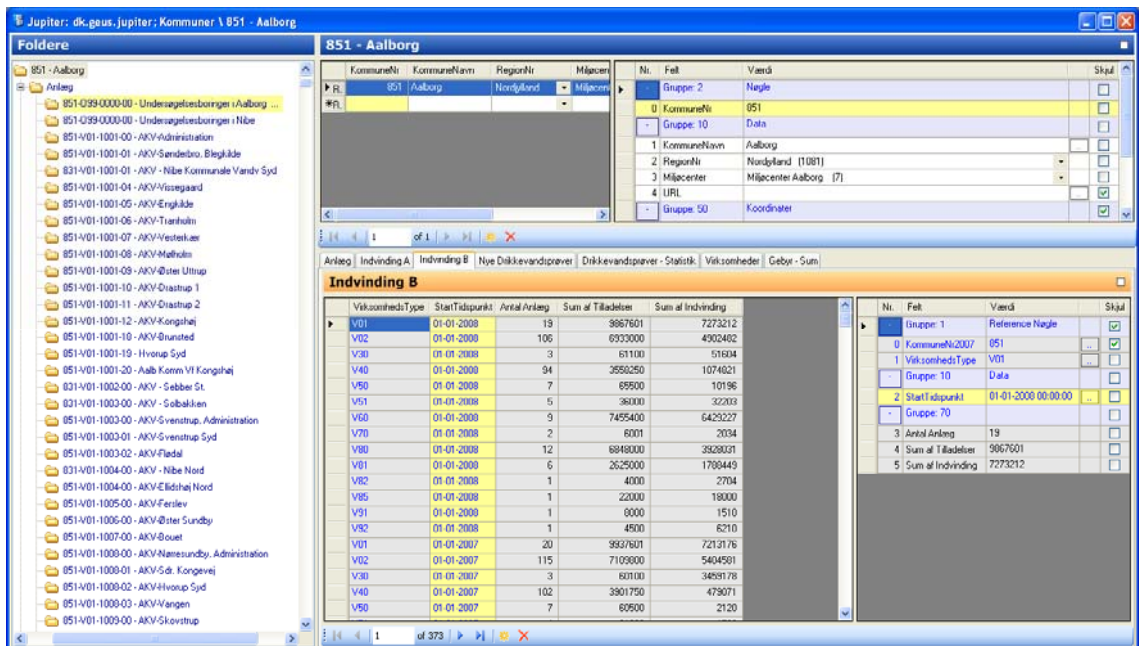 Jupiter: dk.geus.jupiter; Kommuner \ 851 - Aalborg
Foldere
851 - Aalborg
Anlæg
851-D99-0000-00 - Undersøgelsesboringer i Aalborg ...
851-D99-0000-00 - Undersøgelsesboringer i Nibe
851-V01-1001-00 - AKV-Administration
851-V01-1001-01 - AKV-Sønderbro, Blegkilde
831-V01-1001-01 - AKV - Nibe Kommunale Vandv Syd
851-V01-1001-04 - AKV-Vissegaard
851-V01-1001-05 - AKV-Engkilde
851-V01-1001-06 - AKV-Tranholm
851-V01-1001-07 - AKV-Vesterkær
851-V01-1001-08 - AKV-Mølholm
851-V01-1001-09 - AKV-Øster Uttrup
851-V01-1001-10 - AKV-Drastrup 1
851-V01-1001-11 - AKV-Drastrup 2
851-V01-1001-12 - AKV-Kongshøj
851-V01-1001-18 - AKV-Brunsted
851-V01-1001-19 - Hvorup Syd
851-V01-1001-20 - Aalb Komm Vf Kongshøj
831-V01-1002-00 - AKV - Sebber St.
831-V01-1003-00 - AKV - Solbakken
851-V01-1003-00 - AKV-Svenstrup, Administration
851-V01-1003-01 - AKV-Svenstrup Syd
851-V01-1003-02 - AKV-Flødal
831-V01-1004-00 - AKV - Nibe Nord
851-V01-1004-00 - AKV-Ellidshøj Nord
851-V01-1005-00 - AKV-Ferslev
851-V01-1006-00 - AKV-Øster Sundby
851-V01-1007-00 - AKV-Bouet
851-V01-1008-00 - AKV-Nørresundby, Administration
851-V01-1008-01 - AKV-Sdr. Kongevej
851-V01-1008-02 - AKV-Hvorup Syd
851-V01-1008-03 - AKV-Vangen
851-V01-1009-00 - AKV-Skovstrup
851 - Aalborg
KommuneNr KommuneNavn RegionNr Miljøcen
R. 851 Aalborg Nordjylland Miljøcent
*R.
1 of 1
Nr. Felt Værdi Skjul
- Gruppe: 2 Nøgle
0 KommuneNr 851
- Gruppe: 10 Data
1 KommuneNavn Aalborg ...
2 RegionNr Nordjylland (1081)
3 Miljøcenter Miljøcenter Aalborg (7)
4 URL ...
- Gruppe: 50 Koordinater
Anlæg Indvinding A Indvinding B Nye Drikkevandsprøver Drikkevandsprøver - Statistik Virksomheder Gebyr - Sum
Indvinding B
VirksomhedsType StartTidspunkt Antal Anlæg Sum af Tilladelser Sum af Indvinding
V01 01-01-2008 19 9867601 7273212
V02 01-01-2008 106 6933000 4902482
V30 01-01-2008 3 61100 51604
V40 01-01-2008 94 3558250 1074821
V50 01-01-2008 7 65500 10196
V51 01-01-2008 5 36000 32203
V60 01-01-2008 9 7455400 6429227
V70 01-01-2008 2 6001 2034
V80 01-01-2008 12 6848000 3928031
V81 01-01-2008 6 2625000 1788449
V82 01-01-2008 1 4000 2704
V85 01-01-2008 1 22000 18000
V91 01-01-2008 1 8000 1510
V92 01-01-2008 1 4500 6210
V01 01-01-2007 20 9937601 7213176
V02 01-01-2007 115 7109800 5404581
V30 01-01-2007 3 60100 3459178
V40 01-01-2007 102 3901750 479071
V50 01-01-2007 7 60500 2120
1 of 373
Nr. Felt Værdi Skjul
- Gruppe: 1 Reference Nøgle
0 KommuneNr2007 851 ...
1 VirksomhedsType V01 ...
- Gruppe: 10 Data
2 StartTidspunkt 01-01-2008 00:00:00 ...
- Gruppe: 70
3 Antal Anlæg 19
4 Sum af Tilladelser 9867601
5 Sum af Indvinding 7273212